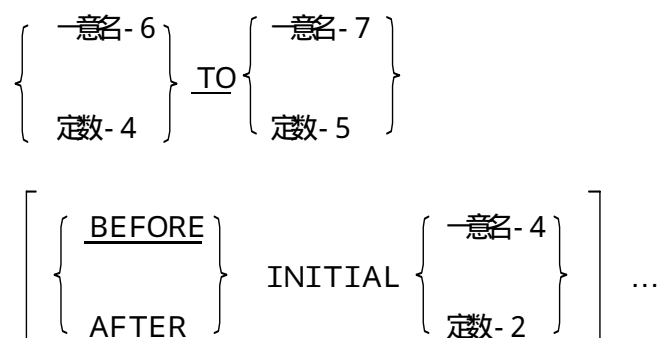 一意名-6 一意名-7
TO
定数-4 定数-5
BEFORE 一意名-4
INITIAL …
AFTER 定数-2